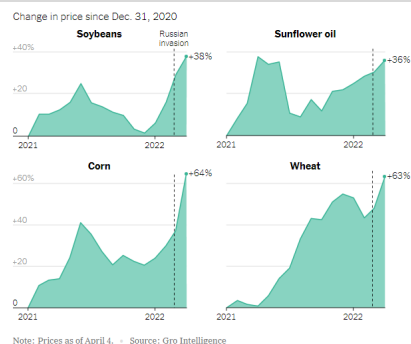 Change in price since Dec. 31, 2020
Soybeans
Russian
invasion
+40%
+38%
+20
0
2021
2022
Sunflower oil
+36%
2021
2022
Corn
+60%
+64%
+40
+20
0
2021
2022
Wheat
+63%
2021
2022
Note: Prices as of April 4. • Source: Gro Intelligence